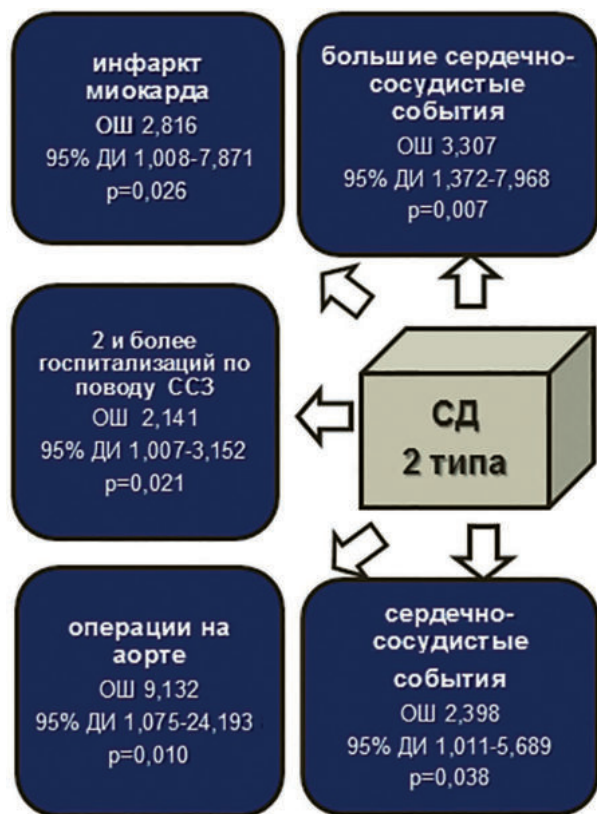 инфаркт
миокарда
ОШ 2,816
95% ДИ 1,008-7,871
p=0,026
большие сердечно-
сосудистые
события
ОШ 3,307
95% ДИ 1,372-7,968
p=0,007
2 и более
госпитализаций по
поводу ССЗ
ОШ 2,141
95% ДИ 1,007-3,152
p=0,021
СД
2 типа
операции на
аорте
ОШ 9,132
95% ДИ 1,075-24,193
p=0,010
сердечно-
сосудистые
события
ОШ 2,398
95% ДИ 1,011-5,689
p=0,038